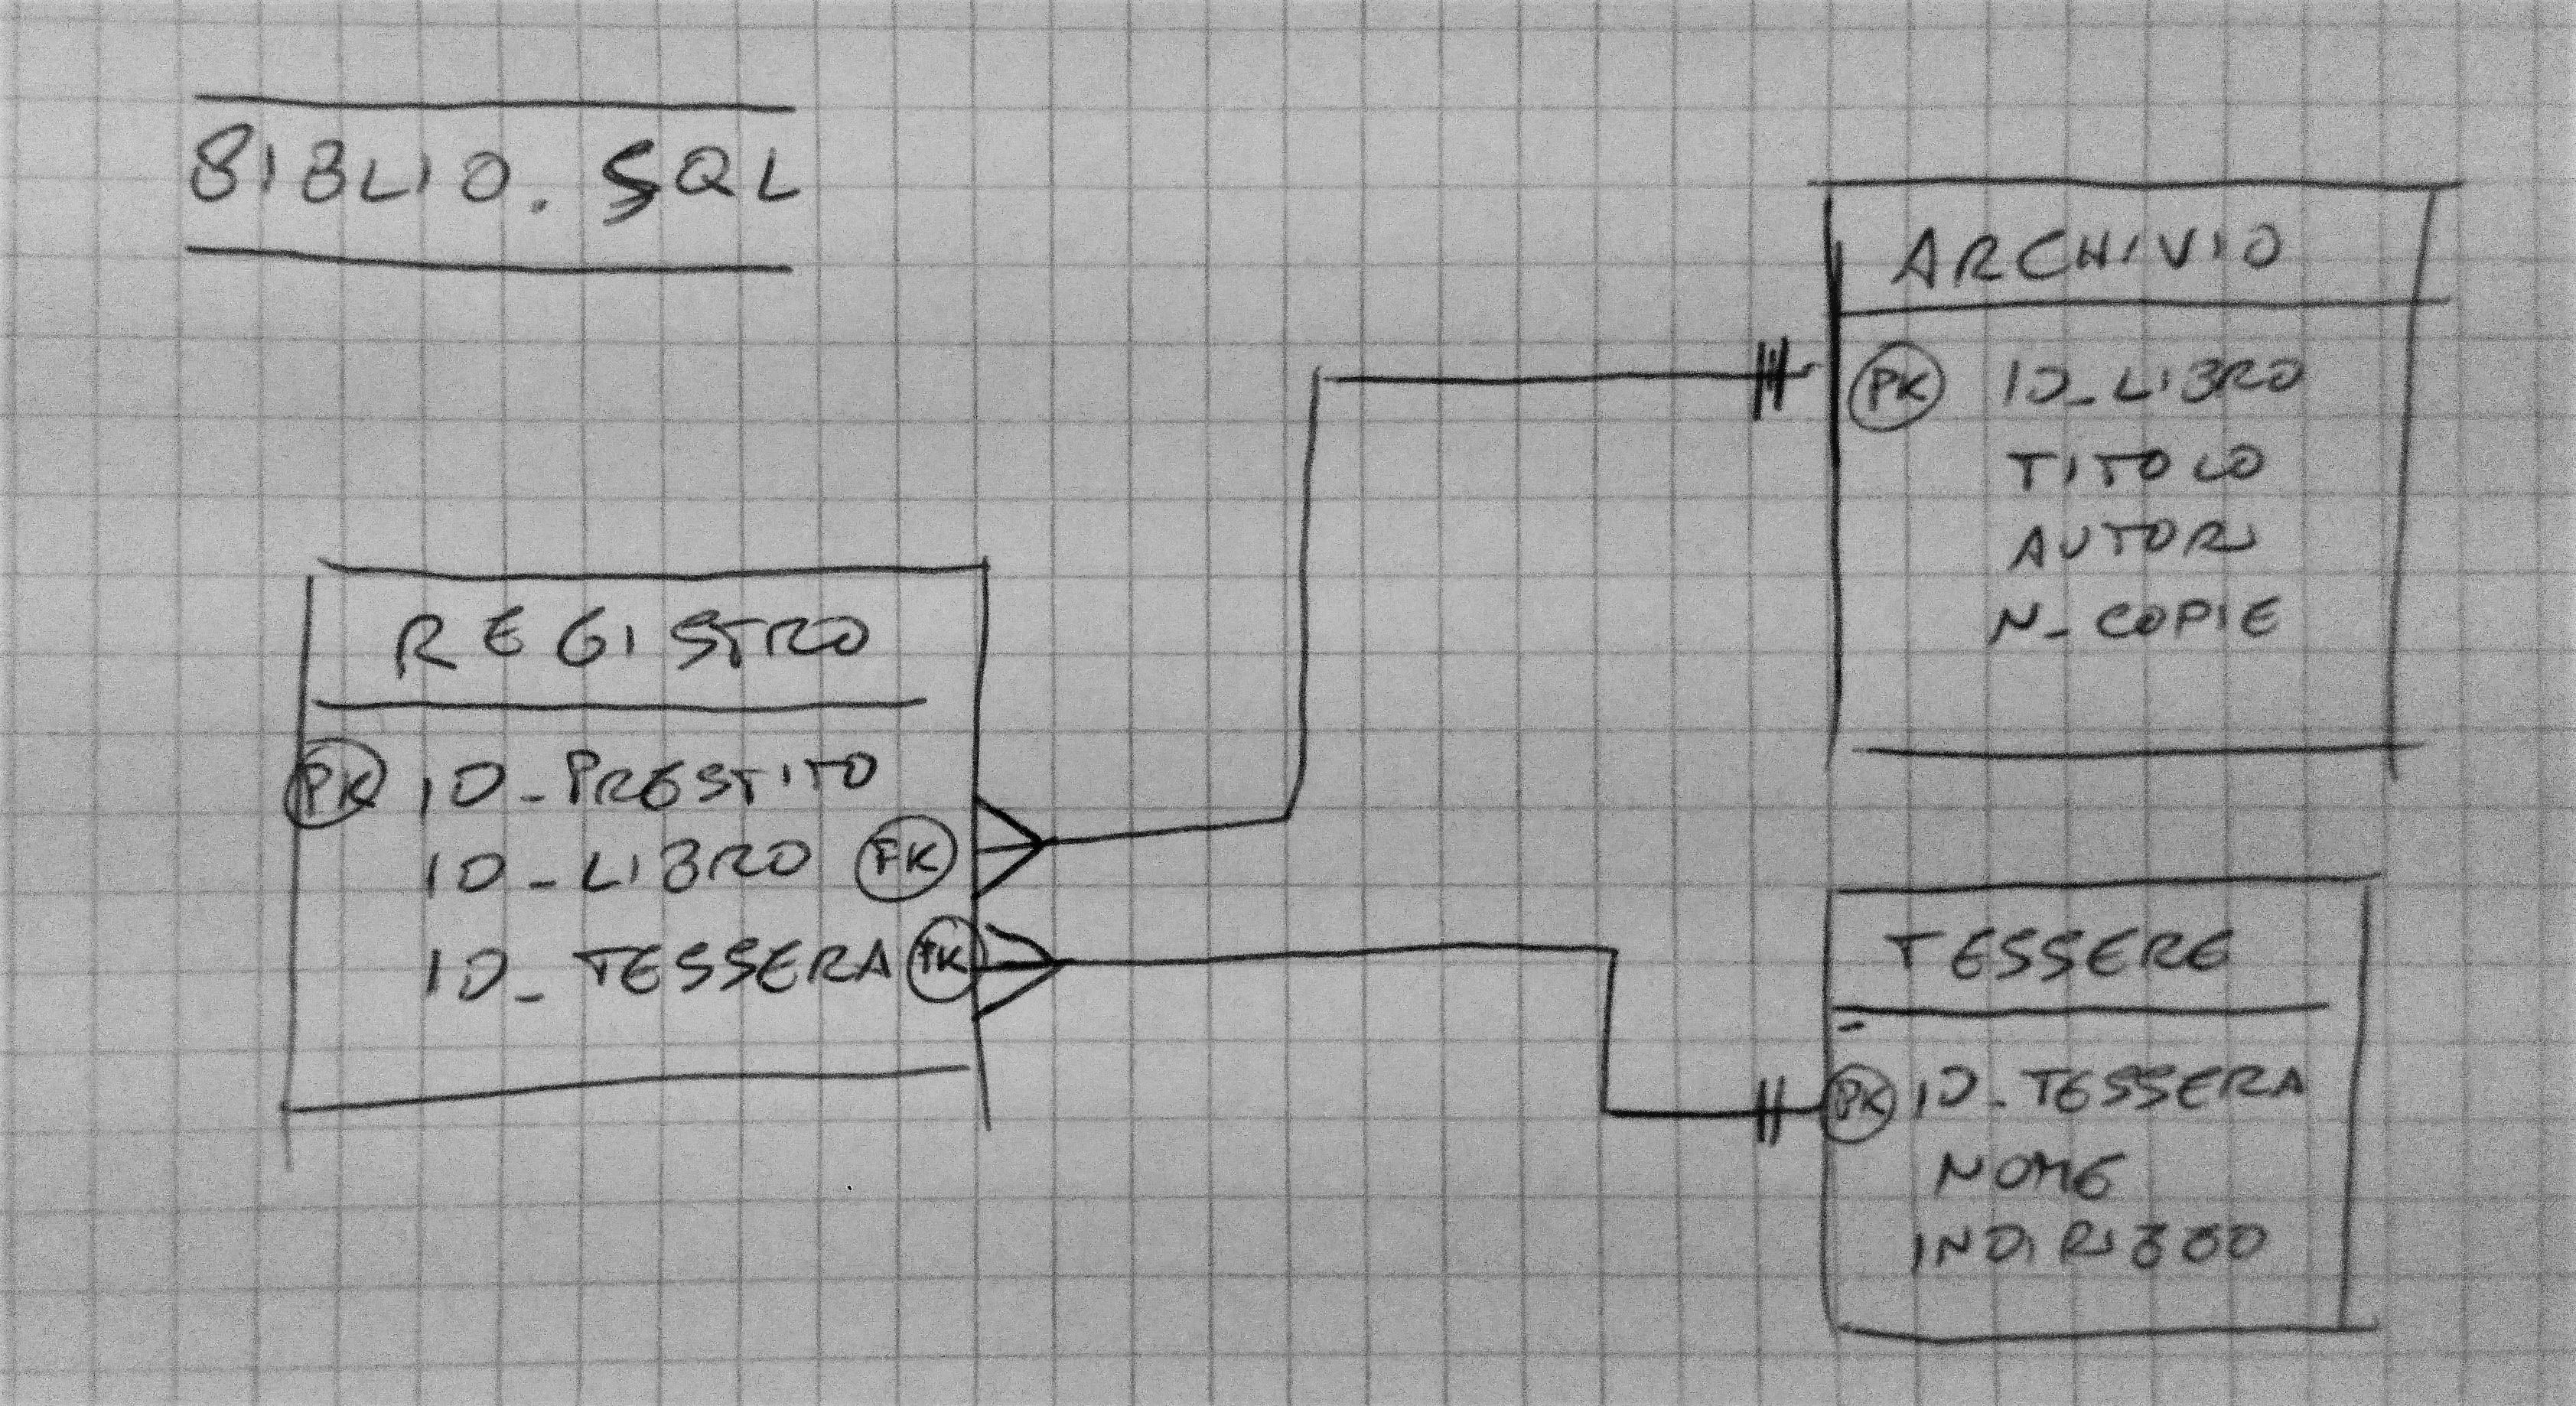 BIBLIO.SQL
ARCHIVIO
PK ID_LIBRO
TITOLO
AUTORI
N_COPIE
REGISTRO
PK ID_PRESTITO
ID_LIBRO FK
ID_TESSERA FK
TESSERE
PK ID_TESSERA
NOME
INDIRIZZO